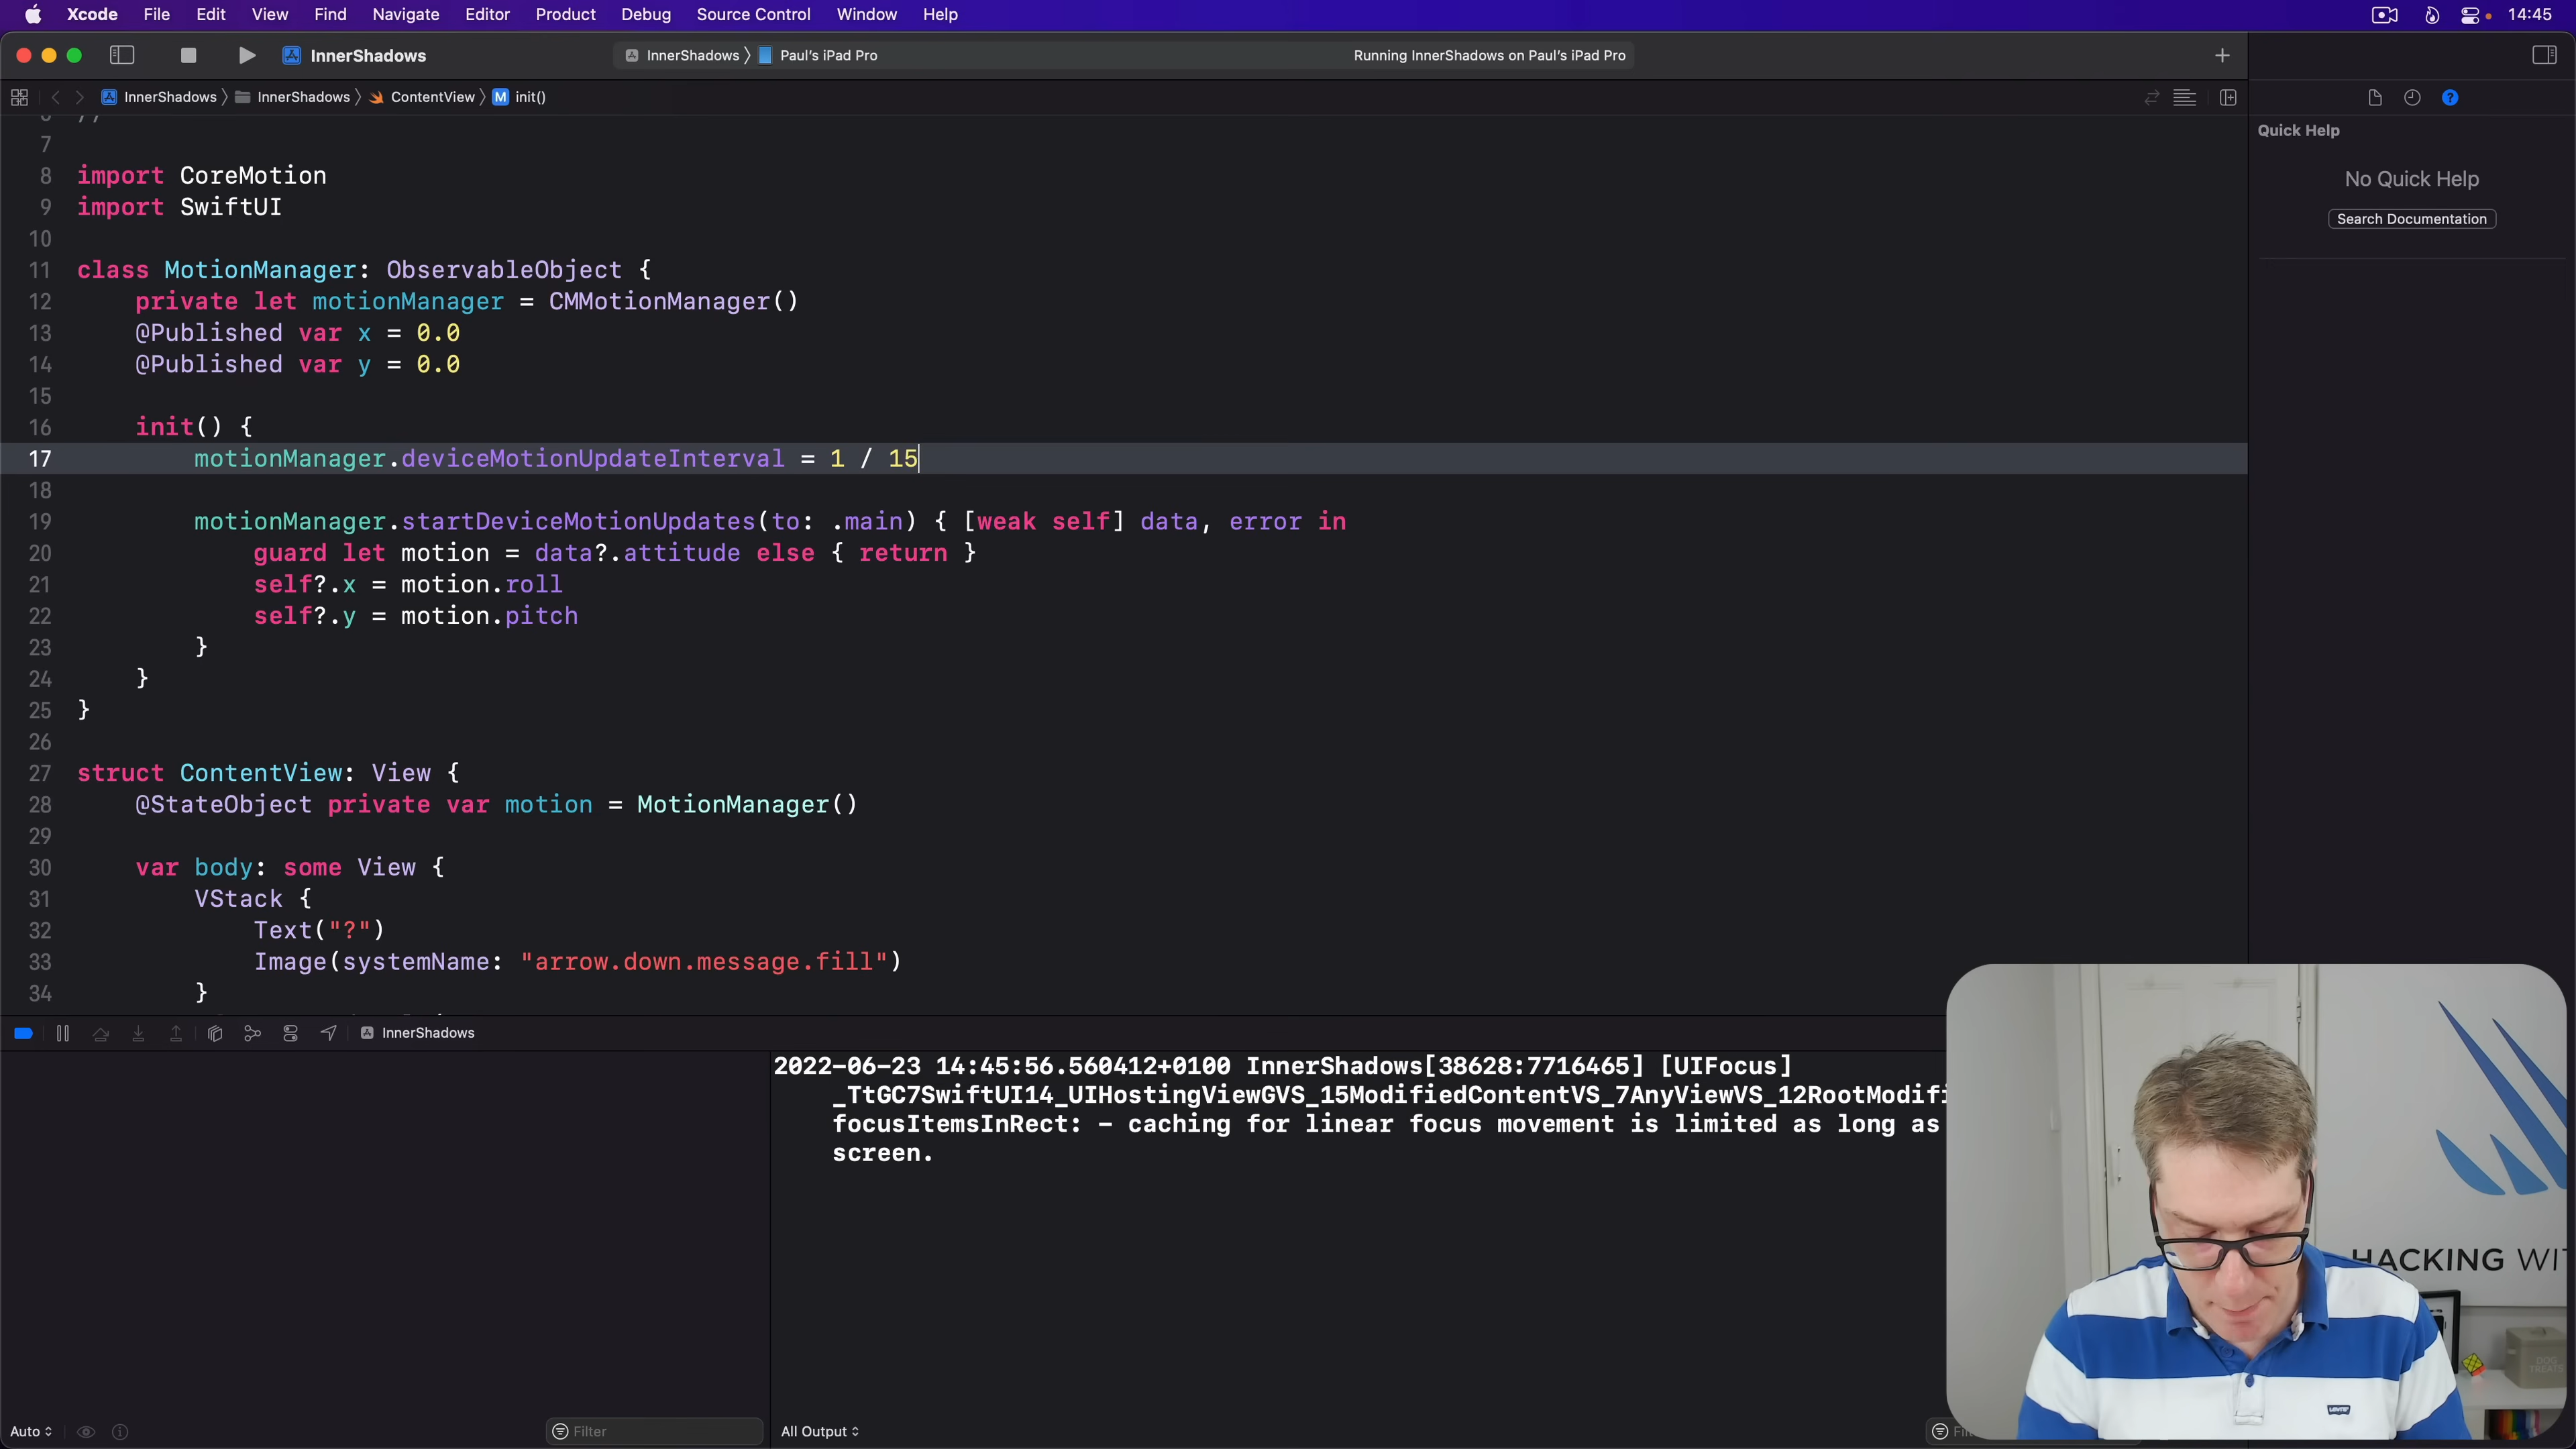 Xcode File Edit View Find Navigate Editor Product Debug Source Control Window Help 14:45
InnerShadows InnerShadows 〉 Paul's iPad Pro Running InnerShadows on Paul's iPad Pro
InnerShadows 〉 InnerShadows 〉 ContentView 〉 M init()
Quick Help
No Quick Help
Search Documentation
6 //
7
8 import CoreMotion
9 import SwiftUI
10
11 class MotionManager: ObservableObject {
12 private let motionManager = CMMotionManager()
13 @Published var x = 0.0
14 @Published var y = 0.0
15
16 init() {
17 motionManager.deviceMotionUpdateInterval = 1 / 15
18
19 motionManager.startDeviceMotionUpdates(to: .main) { [weak self] data, error in
20 guard let motion = data?.attitude else { return }
21 self?.x = motion.roll
22 self?.y = motion.pitch
23 }
24 }
25 }
26
27 struct ContentView: View {
28 @StateObject private var motion = MotionManager()
29
30 var body: some View {
31 VStack {
32 Text("?")
33 Image(systemName: "arrow.down.message.fill")
34 }
InnerShadows
2022-06-23 14:45:56.560412+0100 InnerShadows[38628:7716465] [UIFocus]
_TtGC7SwiftUI14_UIHostingViewGVS_15ModifiedContentVS_7AnyViewVS_12RootModifi
focusItemsInRect: - caching for linear focus movement is limited as long as
screen.
HACKING WIT
DOG
TREATS
Levi's
Auto Filter All Output Filt